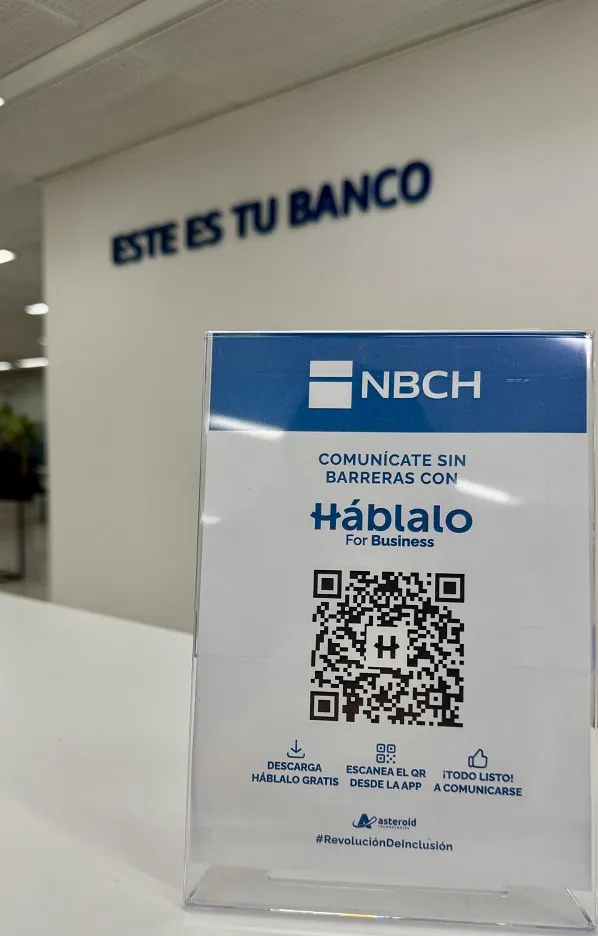 ESTE ES TU BANCO
NBCH
COMUNÍCATE SIN
BARRERAS CON
Háblalo
For Business
H
DESCARGA
HÁBLALO GRATIS
ESCANEA EL QR
DESDE LA APP
¡TODO LISTO!
A COMUNICARSE
asteroid
TECHNOLOGIES
#RevoluciónDeInclusión